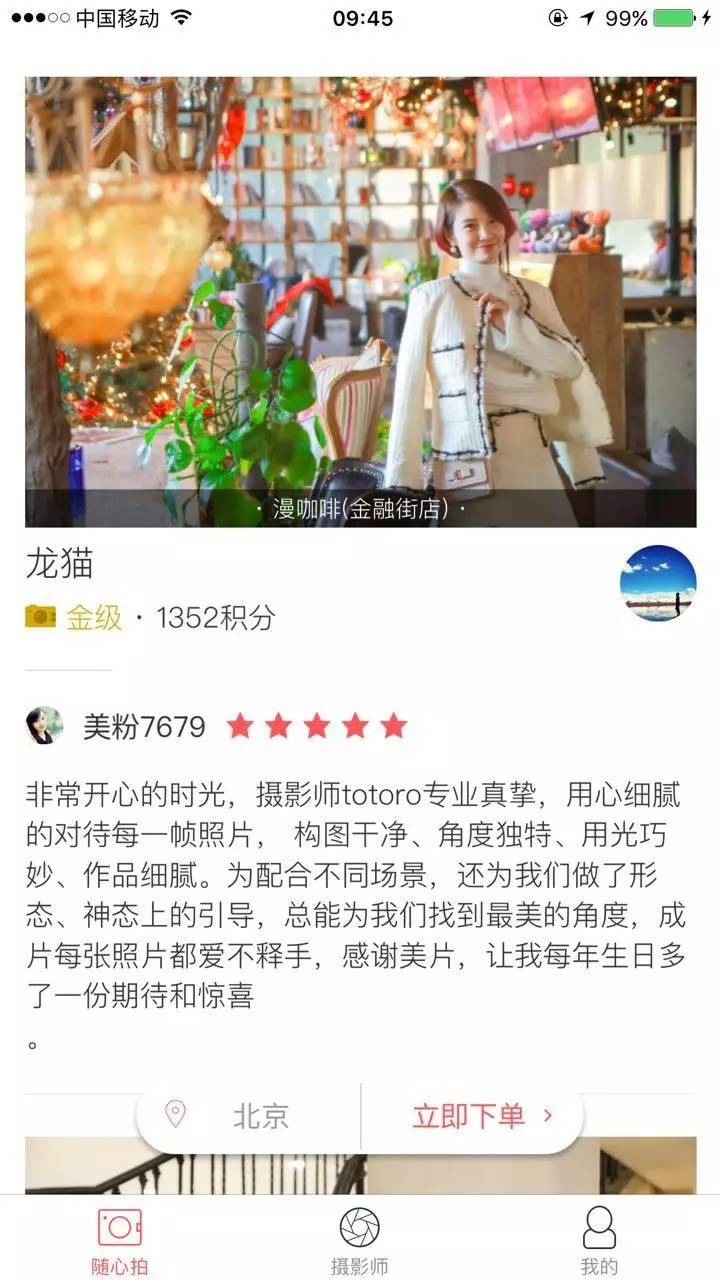 中国移动
09:45
99%
· 漫咖啡(金融街店) ·
龙猫
金级 · 1352积分
美粉7679
非常开心的时光，摄影师totoro专业真挚，用心细腻
的对待每一帧照片， 构图干净、角度独特、用光巧
妙、作品细腻。为配合不同场景，还为我们做了形
态、神态上的引导，总能为我们找到最美的角度，成
片每张照片都爱不释手，感谢美片，让我每年生日多
了一份期待和惊喜
。
北京
立即下单 >
随心拍
摄影师
我的